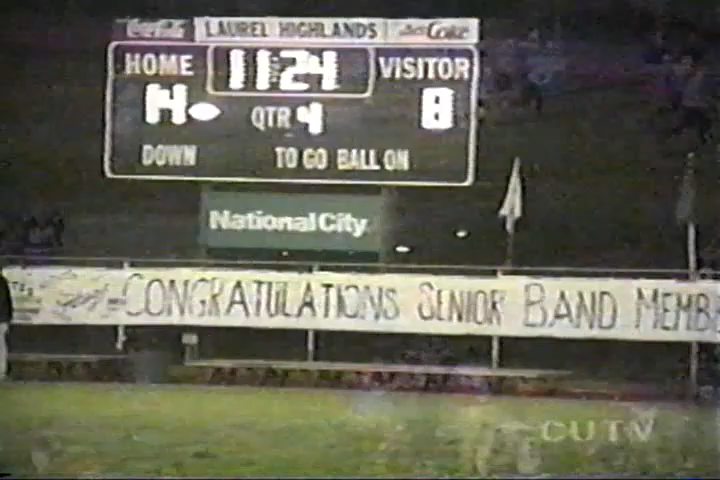 Coca-Cola LAUREL HIGHLANDS diet Coke
HOME 11:24 VISITOR
14 QTR 4 8
DOWN TO GO BALL ON
National City
CONGRATULATIONS SENIOR BAND MEMB
CUTV